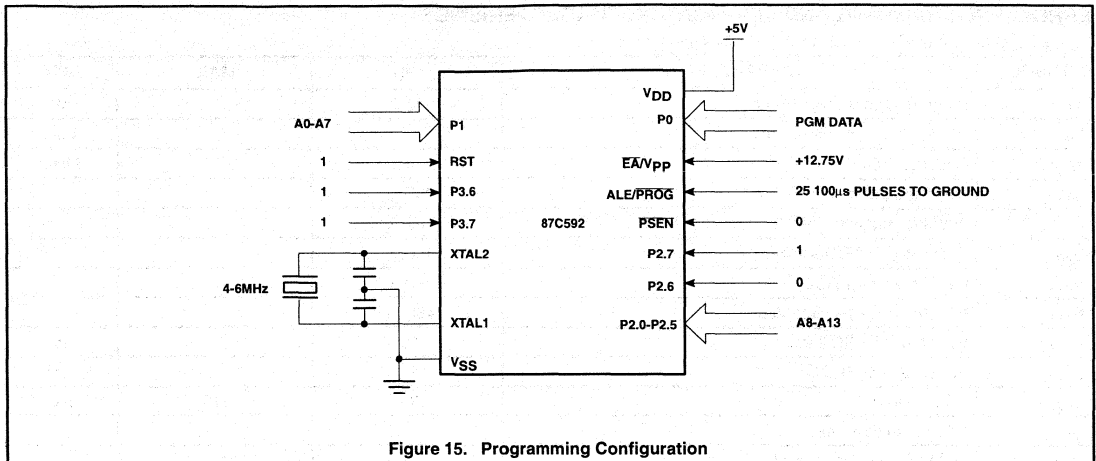 +5V
VDD
A0-A7
P1
P0
PGM DATA
1
RST
EA/VPP
+12.75V
1
P3.6
ALE/PROG
25 100µs PULSES TO GROUND
1
P3.7
87C592
PSEN
0
XTAL2
P2.7
1
4-6MHz
P2.6
0
XTAL1
P2.0-P2.5
A8-A13
VSS
Figure 15. Programming Configuration